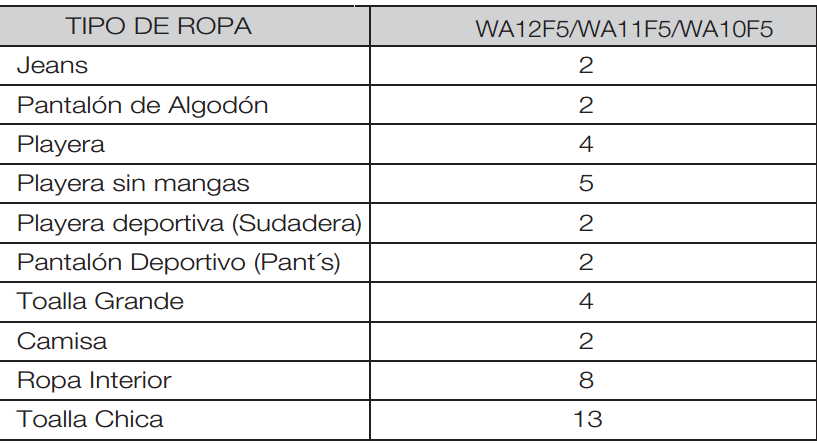 TIPO DE ROPA WA12F5/WA11F5/WA10F5
Jeans 2
Pantalón de Algodón 2
Playera 4
Playera sin mangas 5
Playera deportiva (Sudadera) 2
Pantalón Deportivo (Pant´s) 2
Toalla Grande 4
Camisa 2
Ropa Interior 8
Toalla Chica 13